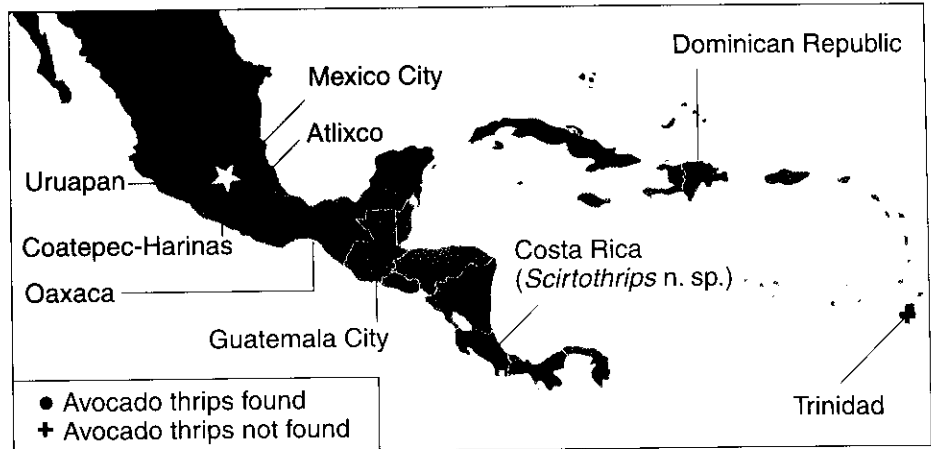 Dominican Republic
Mexico City
Atlixco
Uruapan
Coatepec-Harinas
Oaxaca
Costa Rica
(Scirtothrips n. sp.)
Guatemala City
Trinidad
● Avocado thrips found
✚ Avocado thrips not found